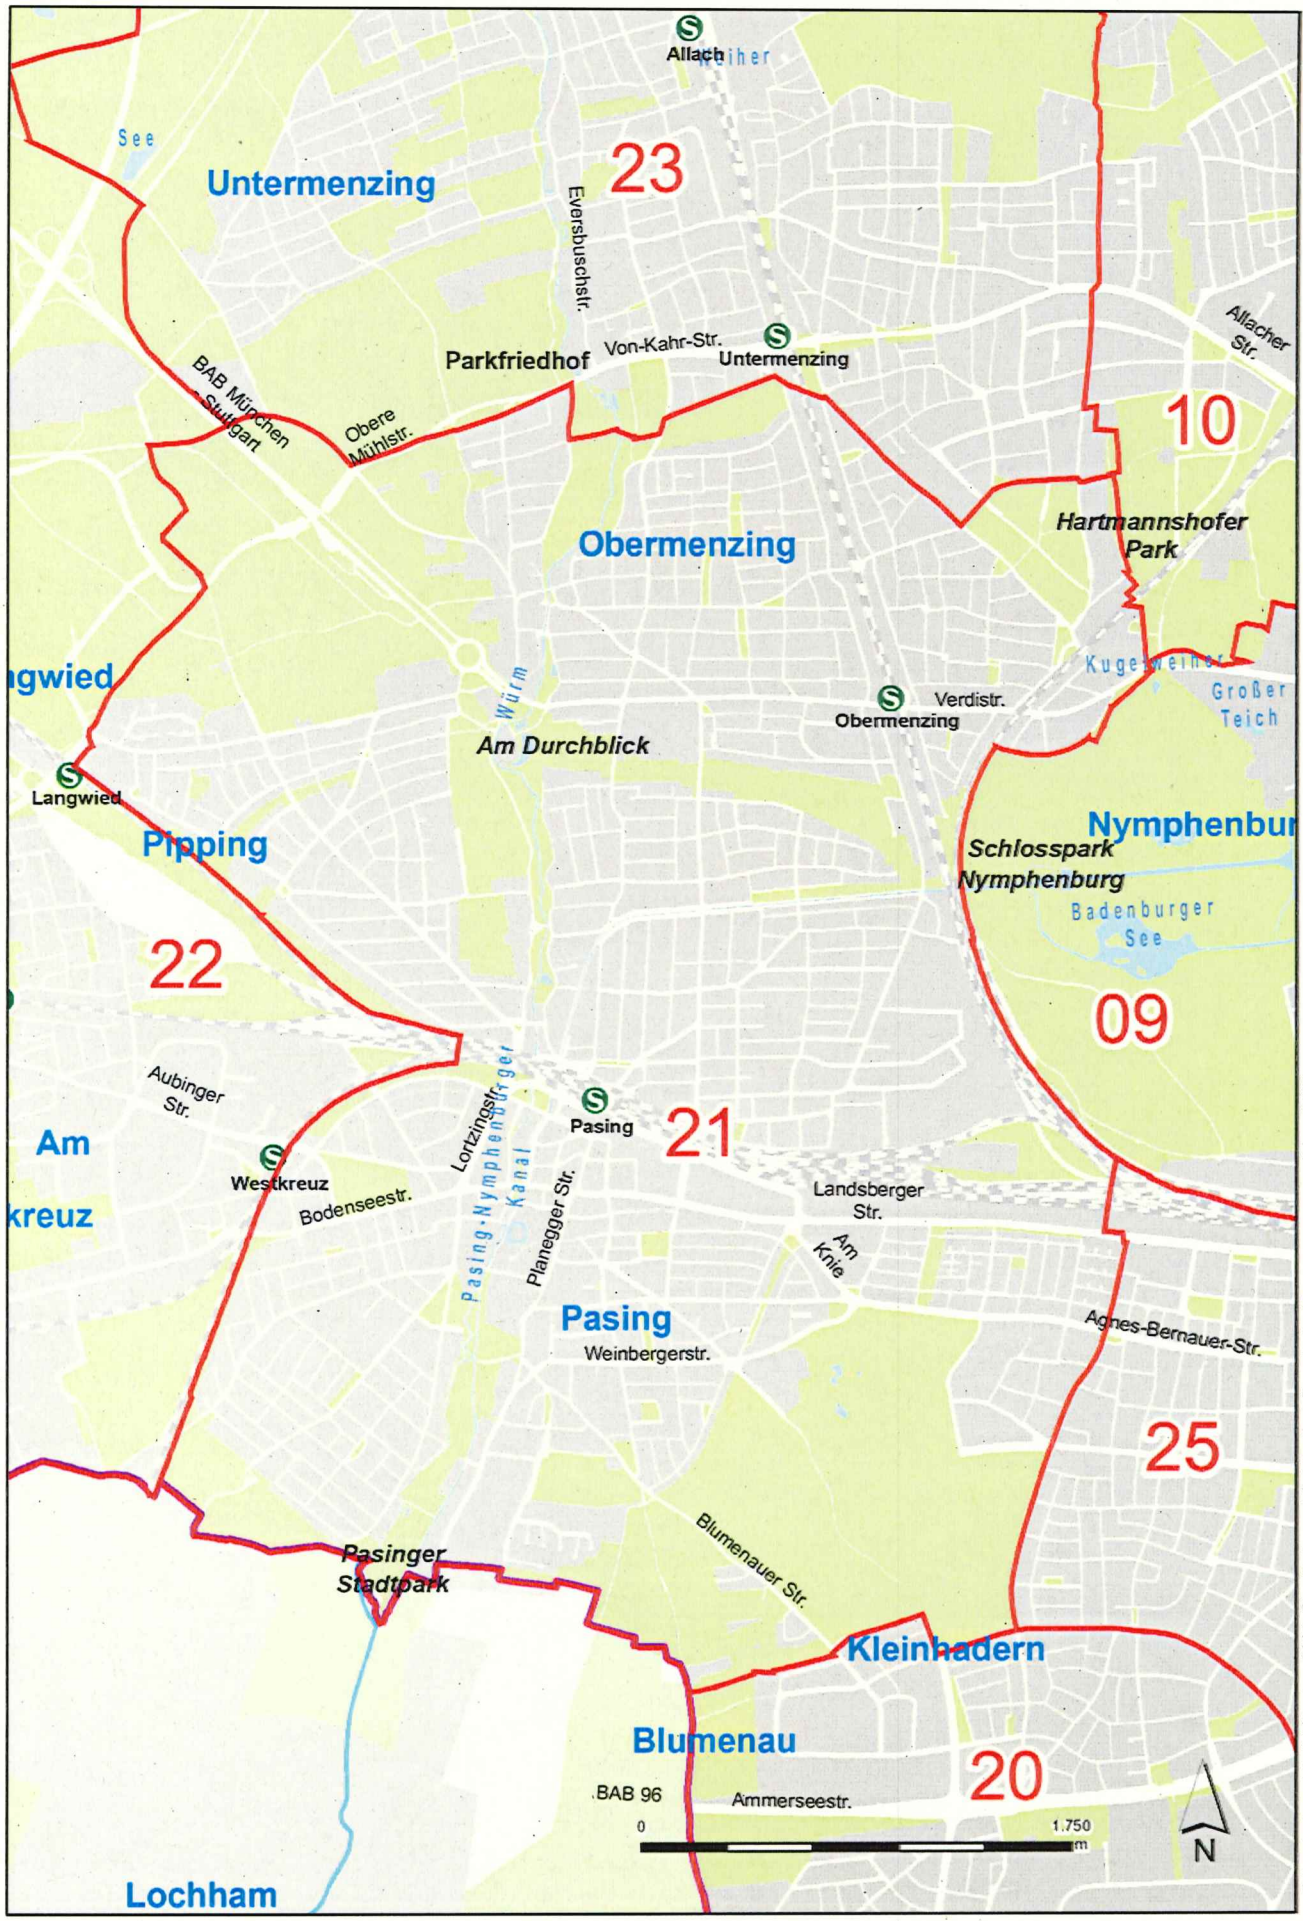 S
Allach
Weiher
See
23
Untermenzing
Eversbuschstr.
Allacher
Str.
S
Von-Kahr-Str.
Untermenzing
Parkfriedhof
BAB München
- Stuttgart
Obere
Mühlstr.
10
Hartmannshofer
Park
Obermenzing
Kugelweiher
Großer
Teich
ngwied
Würm
S
Verdistr.
Obermenzing
Am Durchblick
S
Langwied
Pipping
Nymphenbur
Schlosspark
Nymphenburg
Badenburger
See
22
09
Aubinger
Str.
Lortzingstr.
Pasing-Nymphenburger
Kanal
S
Pasing
21
Am
kreuz
S
Westkreuz
Bodenseestr.
Planegger Str.
Landsberger
Str.
Am
Knie
Pasing
Weinbergerstr.
Agnes-Bernauer-Str.
25
Blumenauer Str.
Pasinger
Stadtpark
Kleinhadern
Blumenau
20
BAB 96
Ammerseestr.
0
1.750
m
N
Lochham